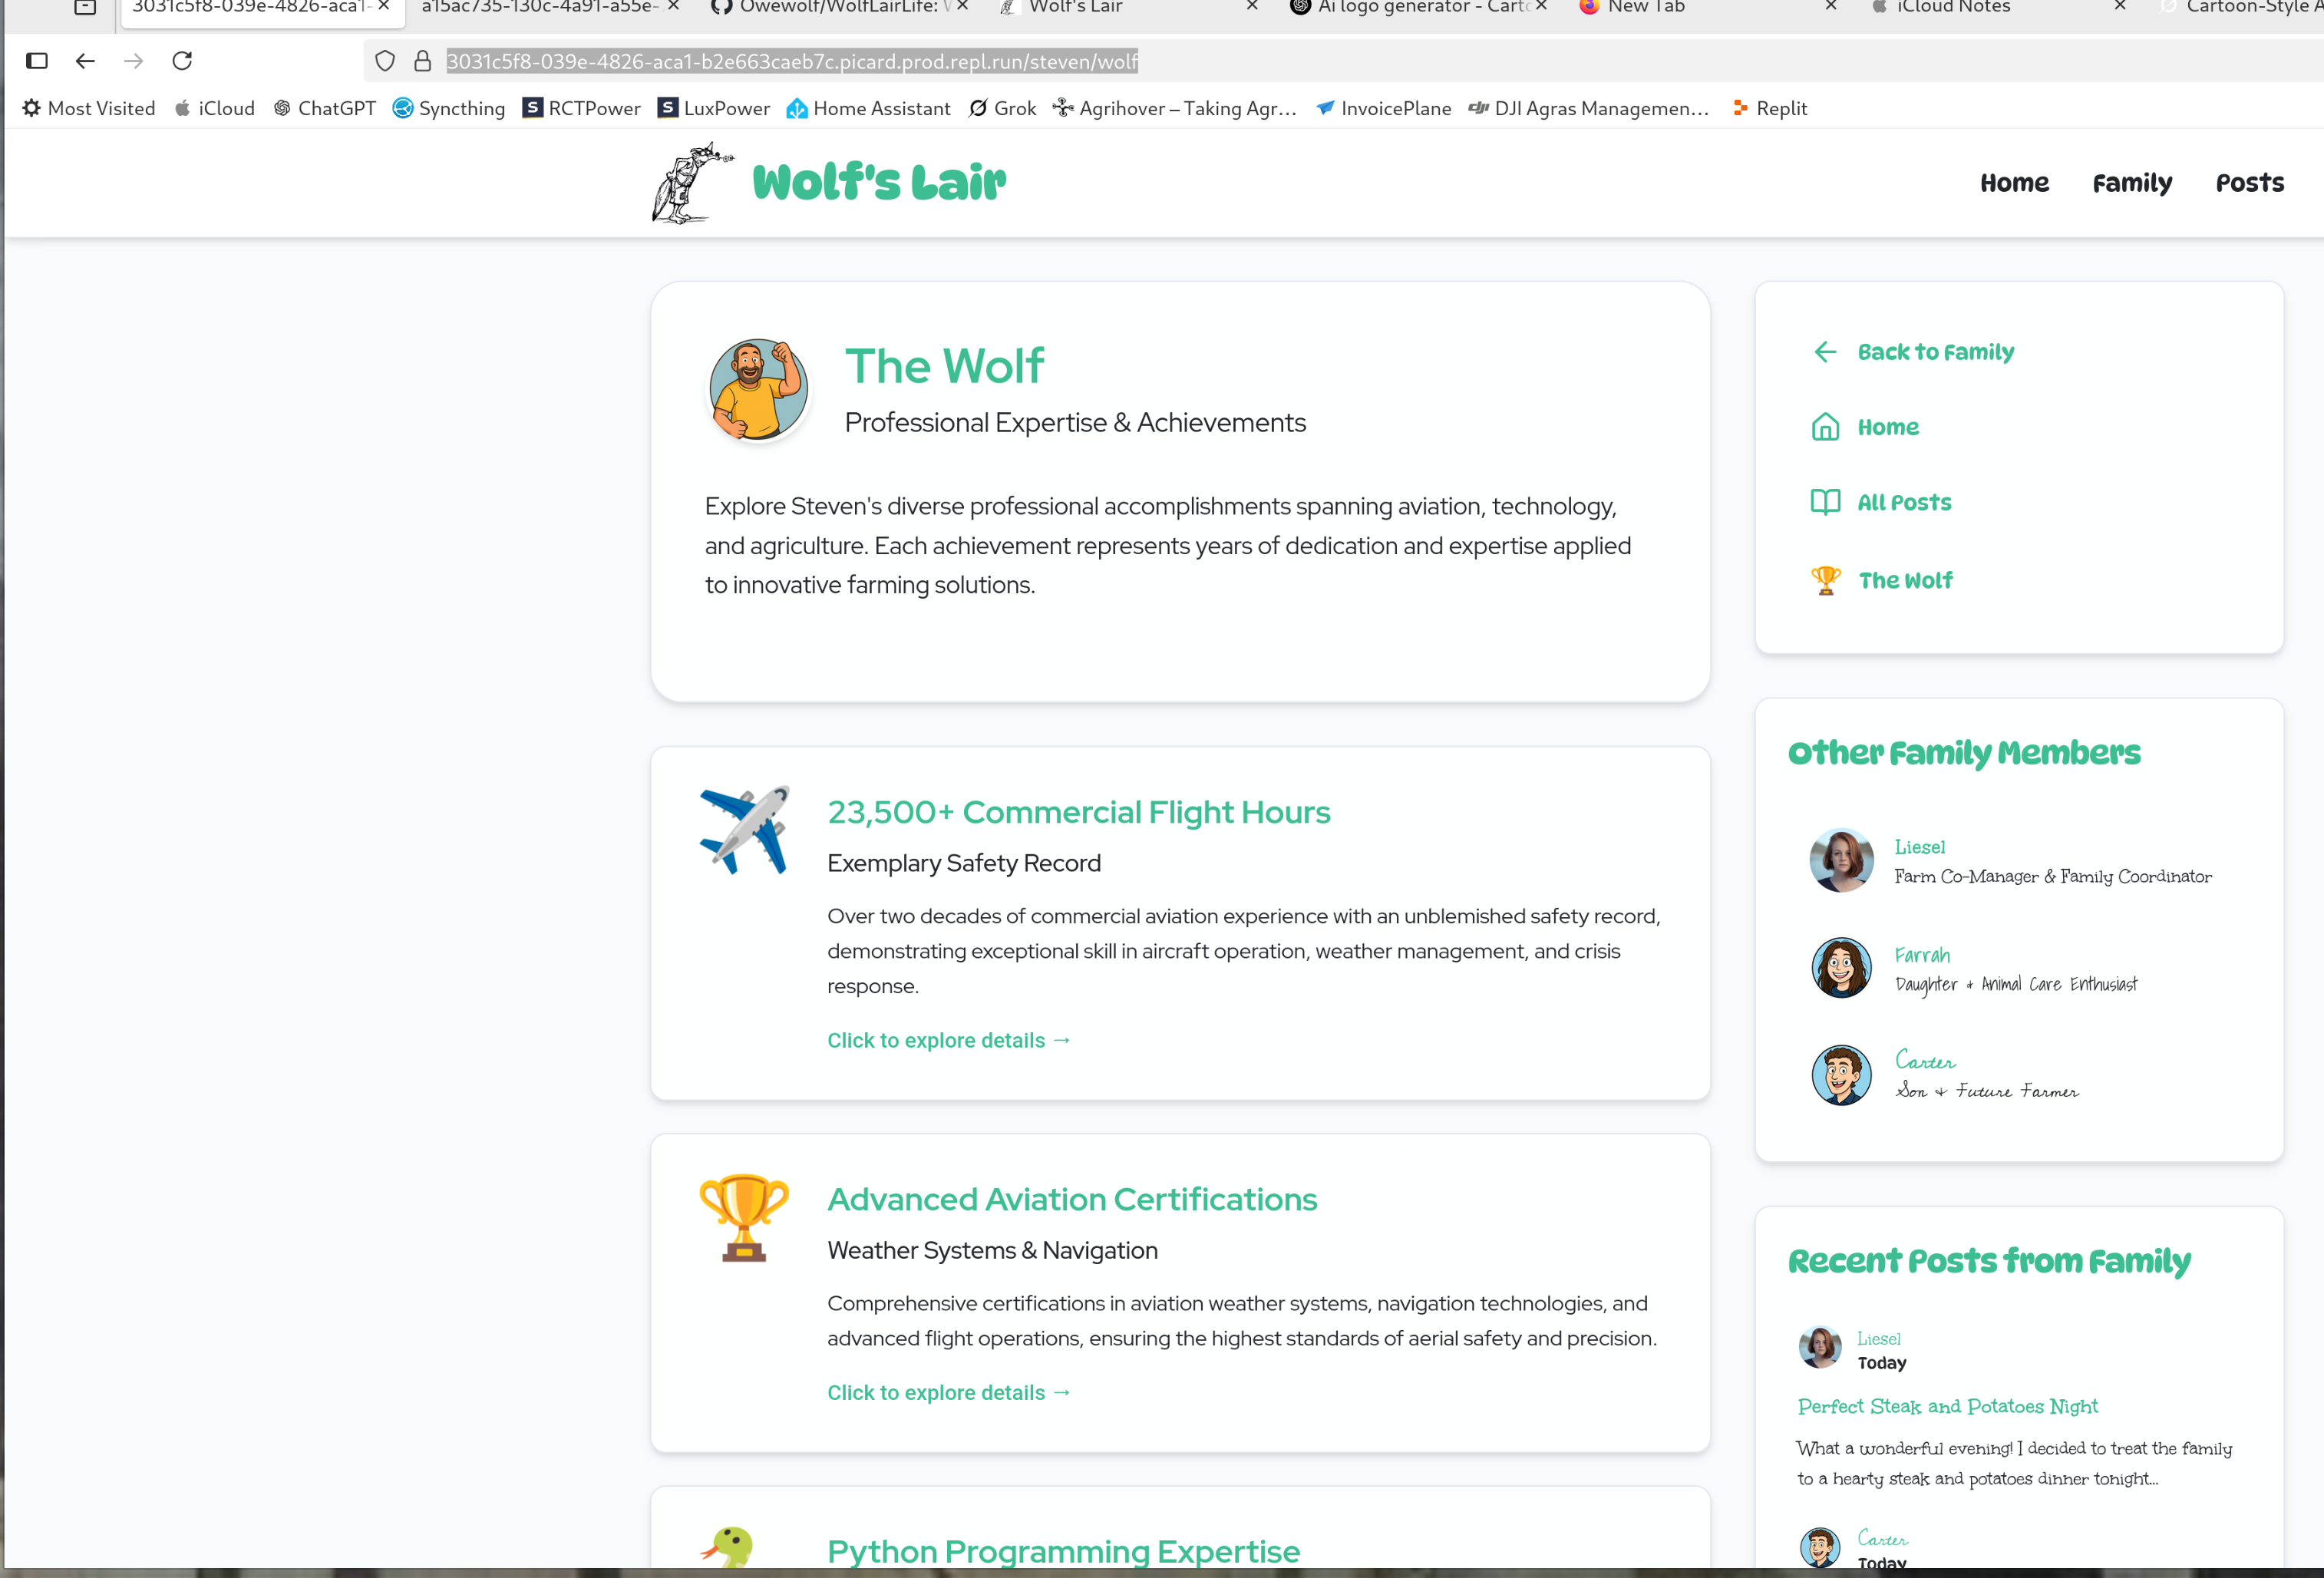 3031c5f8-039e-4826-aca1-
a15ac735-130c-4a91-a55e-
Owewolf/WolfLairLife:
Wolf's Lair
Ai logo generator - Carto
New Tab
iCloud Notes
Cartoon-Style A
3031c5f8-039e-4826-aca1-b2e663caeb7c.picard.prod.repl.run/steven/wolf
Most Visited
iCloud
ChatGPT
Syncthing
RCTPower
LuxPower
Home Assistant
Grok
Agrihover – Taking Agr…
InvoicePlane
DJI Agras Managemen…
Replit
Wolf's Lair
Home
Family
Posts
The Wolf
Professional Expertise & Achievements
Explore Steven's diverse professional accomplishments spanning aviation, technology,
and agriculture. Each achievement represents years of dedication and expertise applied
to innovative farming solutions.
23,500+ Commercial Flight Hours
Exemplary Safety Record
Over two decades of commercial aviation experience with an unblemished safety record,
demonstrating exceptional skill in aircraft operation, weather management, and crisis
response.
Click to explore details →
Advanced Aviation Certifications
Weather Systems & Navigation
Comprehensive certifications in aviation weather systems, navigation technologies, and
advanced flight operations, ensuring the highest standards of aerial safety and precision.
Click to explore details →
Python Programming Expertise
Back to Family
Home
All Posts
The Wolf
Other Family Members
Liesel
Farm Co-Manager & Family Coordinator
Farrah
Daughter & Animal Care Enthusiast
Carter
Son & Future Farmer
Recent Posts from Family
Liesel
Today
Perfect Steak and Potatoes Night
What a wonderful evening! I decided to treat the family
to a hearty steak and potatoes dinner tonight...
Carter
Today